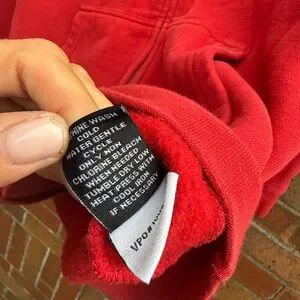 HINE WASH
COLD
WATER GENTLE
CYCLE
ONLY NON
CHLORINE BLEACH
WHEN NEEDED
TUMBLE DRY LOW
HEAT PRESS WITH
COOL IRON
IF NECESSARY